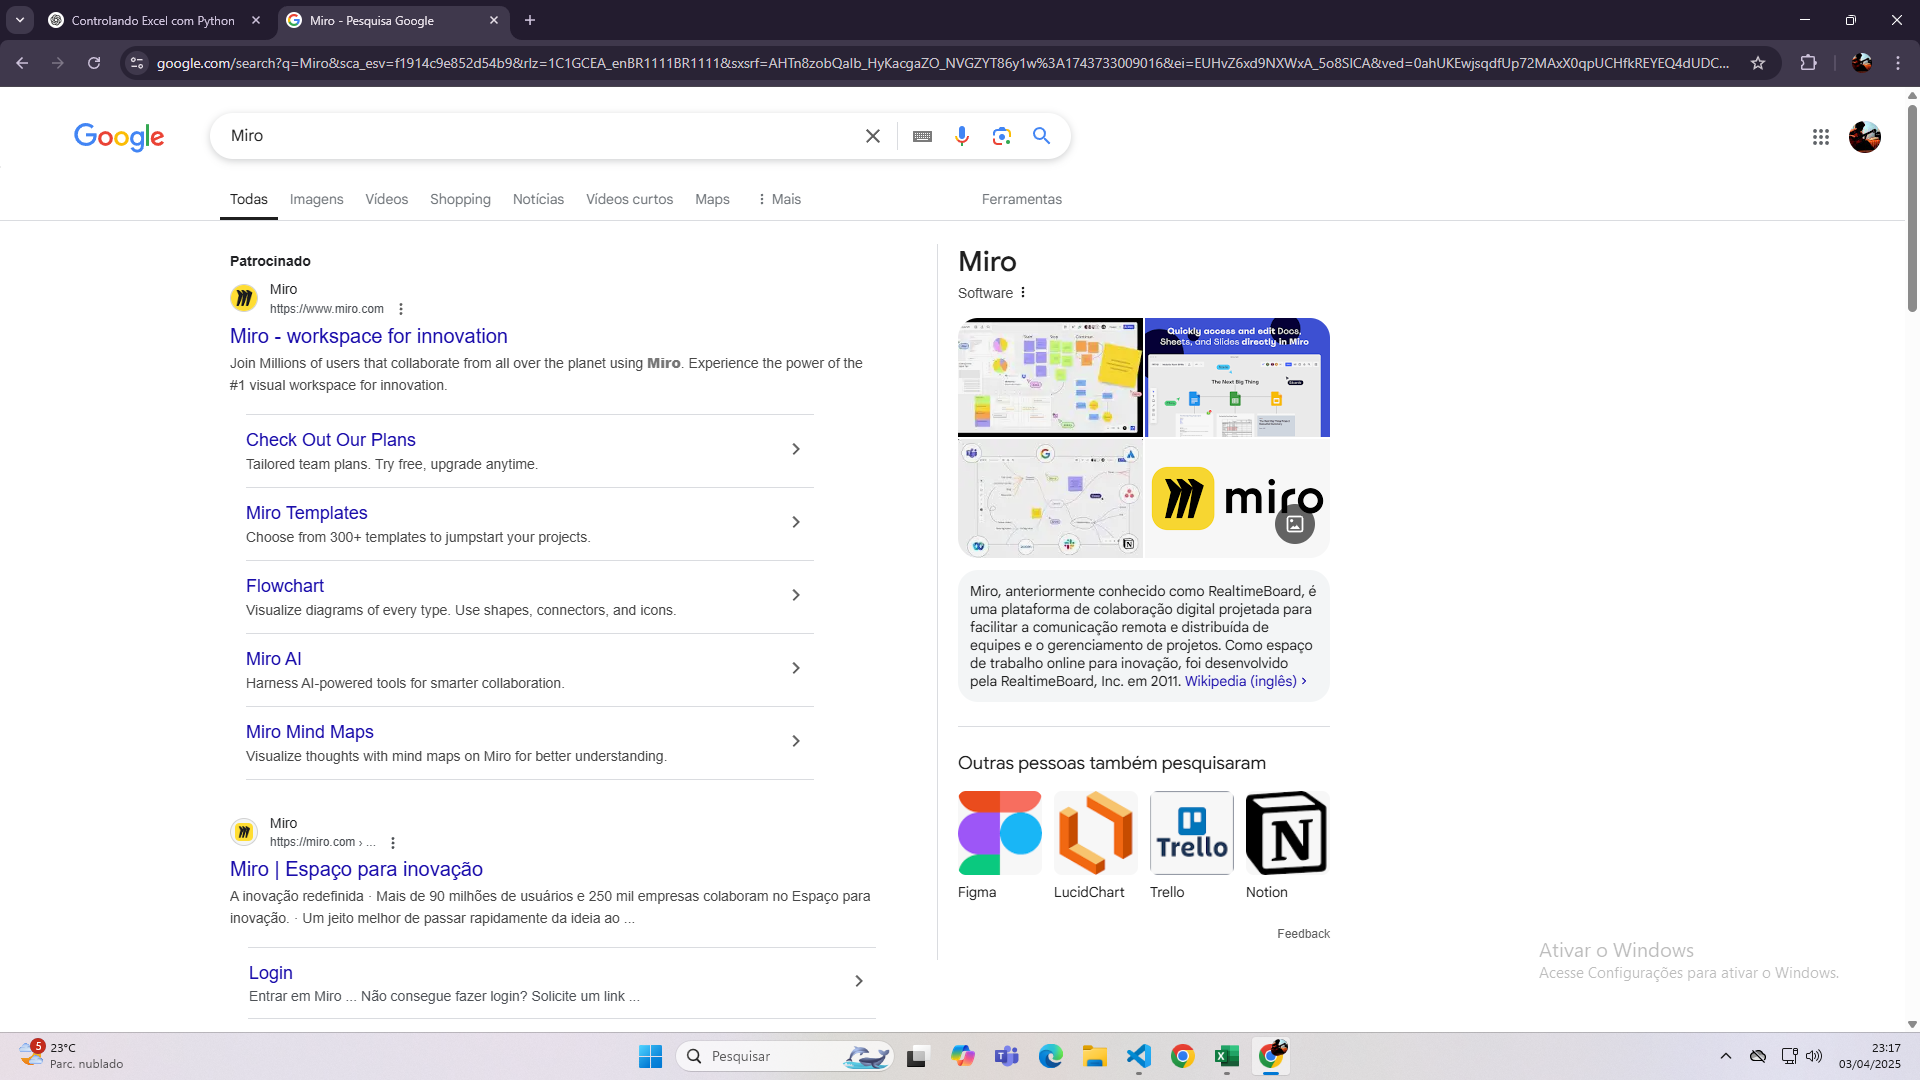 Controlando Excel com Python
Miro - Pesquisa Google
google.com/search?q=Miro&sca_esv=f1914c9e852d54b9&rlz=1C1GCEA_enBR1111BR1111&sxsrf=AHTn8zobQaIb_HyKacgaZO_NVGZYT86y1w%3A1743733009016&ei=EUHvZ6xd9NXWxA_5o8SICA&ved=0ahUKEwjsqdfUp72MAxX0qpUCHfkREYEQ4dUDC...
Google
Miro
Todas
Imagens
Vídeos
Shopping
Notícias
Vídeos curtos
Maps
Mais
Ferramentas
Patrocinado
Miro
https://www.miro.com
Miro - workspace for innovation
Join Millions of users that collaborate from all over the planet using Miro. Experience the power of the
#1 visual workspace for innovation.
Check Out Our Plans
Tailored team plans. Try free, upgrade anytime.
Miro Templates
Choose from 300+ templates to jumpstart your projects.
Flowchart
Visualize diagrams of every type. Use shapes, connectors, and icons.
Miro AI
Harness AI-powered tools for smarter collaboration.
Miro Mind Maps
Visualize thoughts with mind maps on Miro for better understanding.
Miro
https://miro.com › ...
Miro | Espaço para inovação
A inovação redefinida · Mais de 90 milhões de usuários e 250 mil empresas colaboram no Espaço para
inovação. · Um jeito melhor de passar rapidamente da ideia ao ...
Login
Entrar em Miro ... Não consegue fazer login? Solicite um link ...
Miro
Software
Quickly access and edit Docs,
Sheets, and Slides directly in Miro
The Next Big Thing
miro
Miro, anteriormente conhecido como RealtimeBoard, é
uma plataforma de colaboração digital projetada para
facilitar a comunicação remota e distribuída de
equipes e o gerenciamento de projetos. Como espaço
de trabalho online para inovação, foi desenvolvido
pela RealtimeBoard, Inc. em 2011. Wikipedia (inglês)
Outras pessoas também pesquisaram
Trello
N
Figma
LucidChart
Trello
Notion
Feedback
Ativar o Windows
Acesse Configurações para ativar o Windows.
5
23°C
Parc. nublado
Pesquisar
23:17
03/04/2025